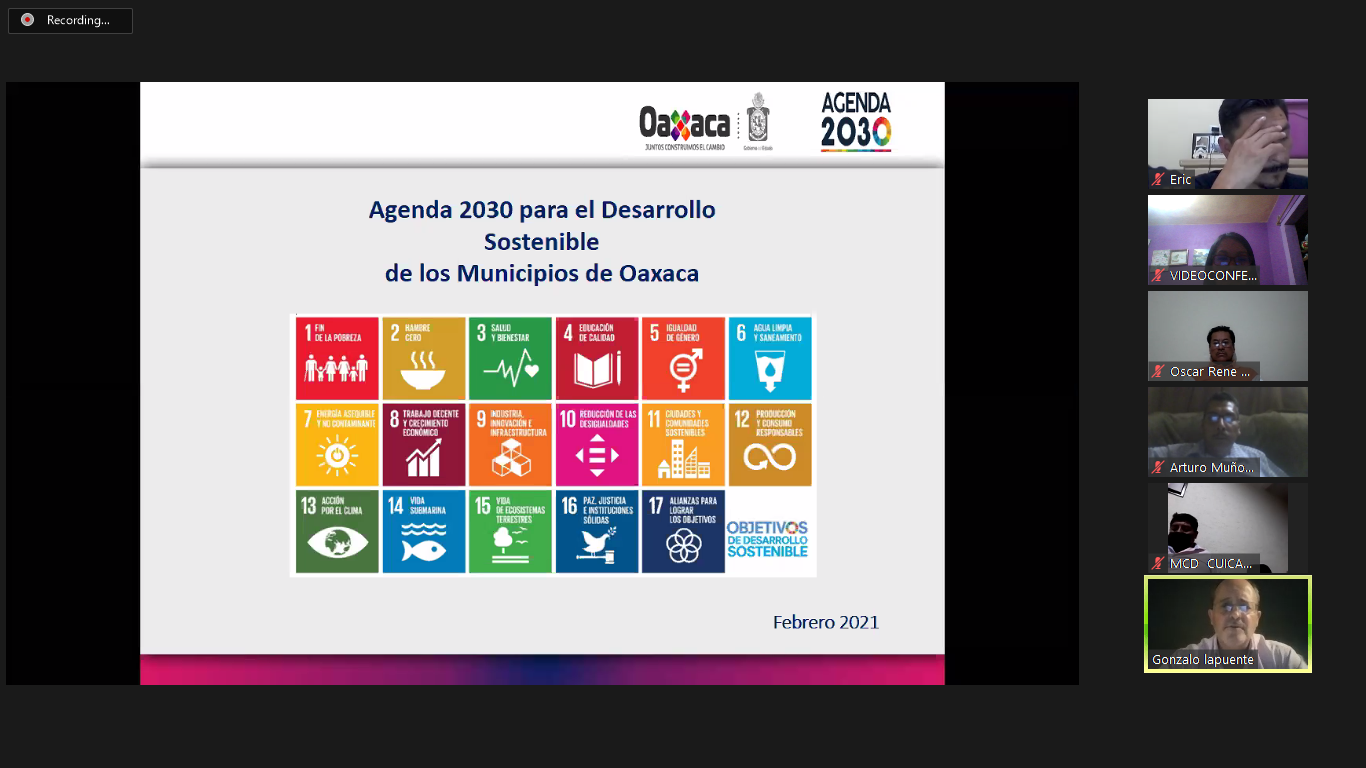 Recording...
Oaxaca
JUNTOS CONSTRUIMOS EL CAMBIO
Gobierno del Estado
AGENDA
2030
Agenda 2030 para el Desarrollo
Sostenible
de los Municipios de Oaxaca
1 FIN
DE LA POBREZA
2 HAMBRE
CERO
3 SALUD
Y BIENESTAR
4 EDUCACIÓN
DE CALIDAD
5 IGUALDAD
DE GÉNERO
6 AGUA LIMPIA
Y SANEAMIENTO
7 ENERGÍA ASEQUIBLE
Y NO CONTAMINANTE
8 TRABAJO DECENTE
Y CRECIMIENTO
ECONÓMICO
9 INDUSTRIA,
INNOVACIÓN E
INFRAESTRUCTURA
10 REDUCCIÓN DE LAS
DESIGUALDADES
11 CIUDADES Y
COMUNIDADES
SOSTENIBLES
12 PRODUCCIÓN
Y CONSUMO
RESPONSABLES
13 ACCIÓN
POR EL CLIMA
14 VIDA
SUBMARINA
15 VIDA
DE ECOSISTEMAS
TERRESTRES
16 PAZ, JUSTICIA
E INSTITUCIONES
SÓLIDAS
17 ALIANZAS PARA
LOGRAR
LOS OBJETIVOS
OBJETIVOS
DE DESARROLLO
SOSTENIBLE
Febrero 2021
Eric
VIDEOCONFE...
Oscar Rene ...
Arturo Muño...
MCD CUICA...
Gonzalo lapuente